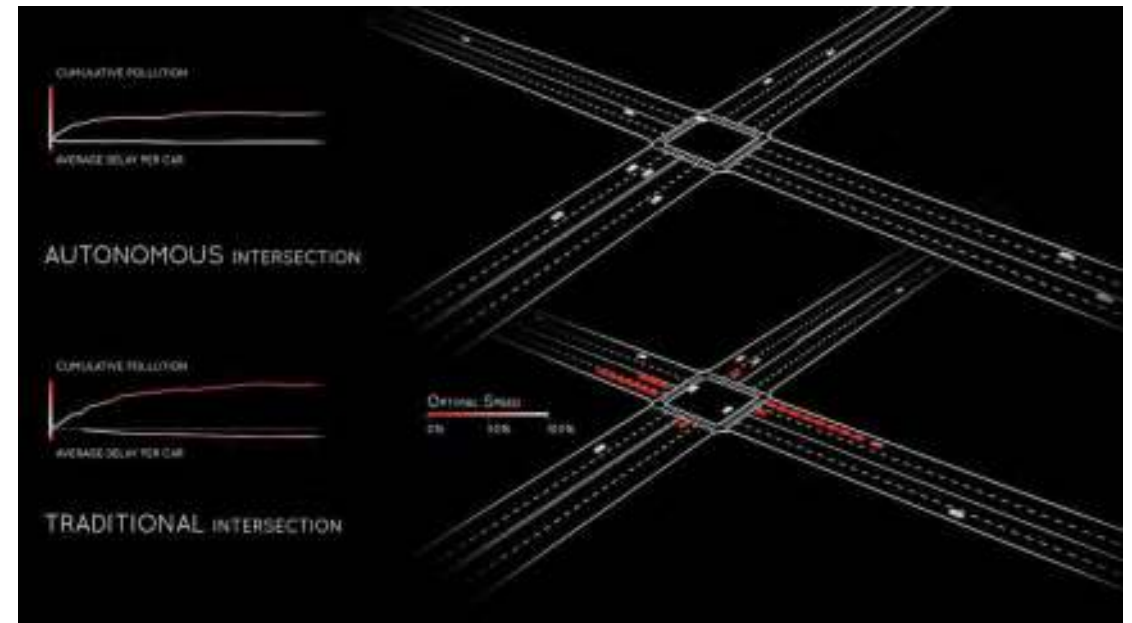 CUMULATIVE POLLUTION
AVERAGE DELAY PER CAR
AUTONOMOUS INTERSECTION
CUMULATIVE POLLUTION
OPTIMAL SPEED
0% 50% 100%
AVERAGE DELAY PER CAR
TRADITIONAL INTERSECTION